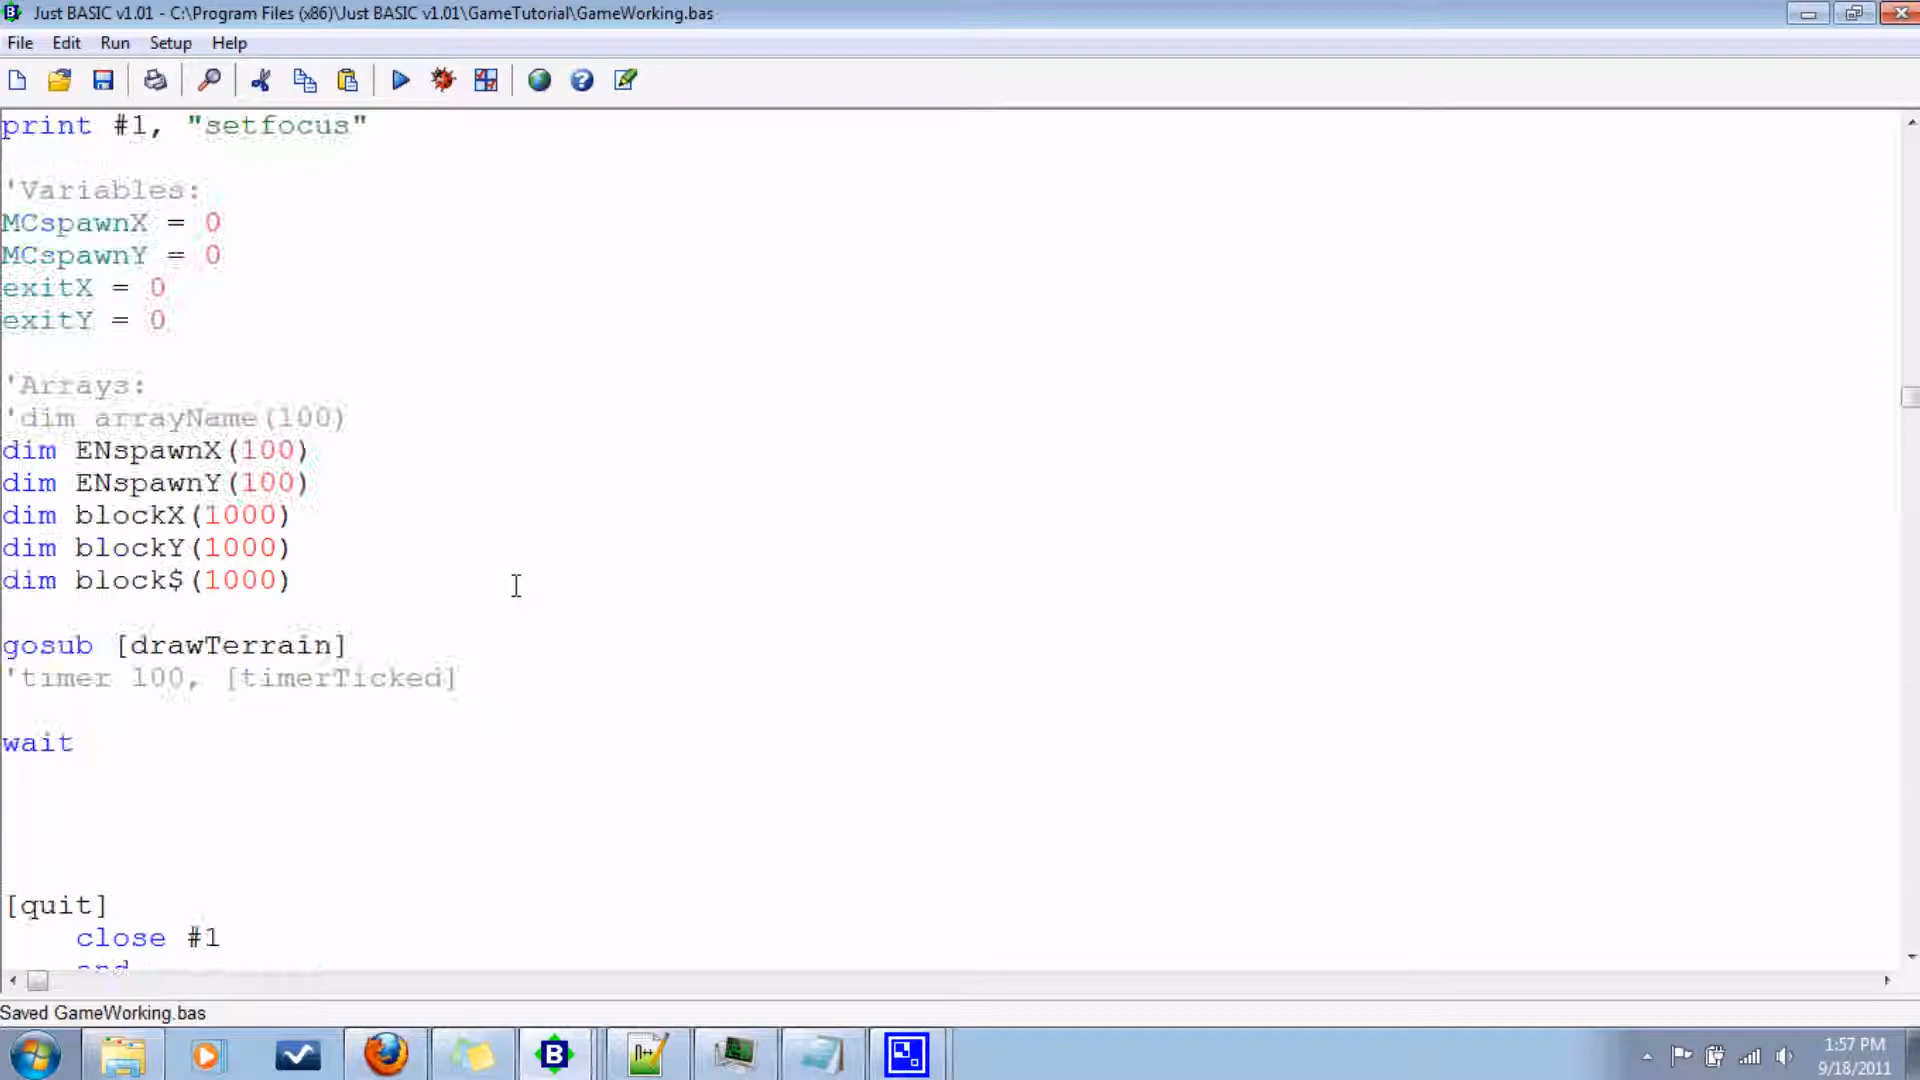 Just BASIC v1.01 - C:\Program Files (x86)\Just BASIC v1.01\GameTutorial\GameWorking.bas
File Edit Run Setup Help
print #1, "setfocus"
'Variables:
MCspawnX = 0
MCspawnY = 0
exitX = 0
exitY = 0
'Arrays:
'dim arrayName(100)
dim ENspawnX(100)
dim ENspawnY(100)
dim blockX(1000)
dim blockY(1000)
dim block$(1000)
gosub [drawTerrain]
'timer 100, [timerTicked]
wait
[quit]
close #1
end
Saved GameWorking.bas
1:57 PM
9/18/2011